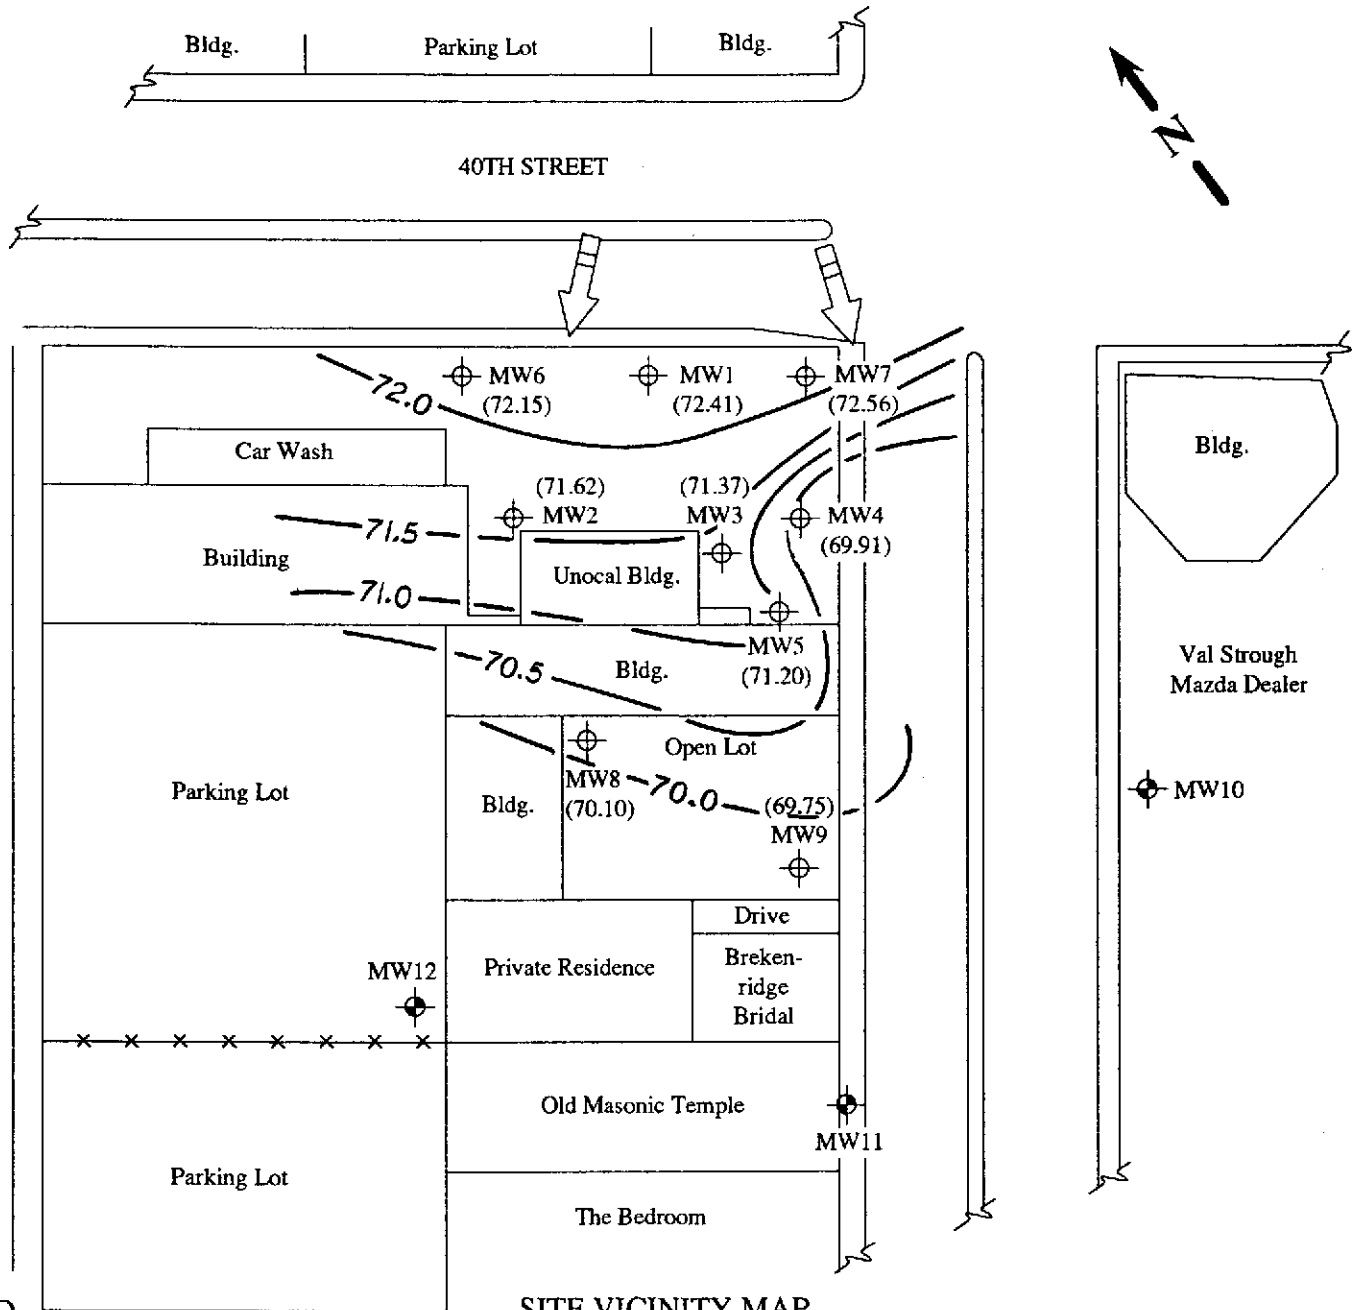 Bldg.
Parking Lot
Bldg.
N
40TH STREET
MW6
(72.15)
MW1
(72.41)
MW7
(72.56)
72.0
Car Wash
Bldg.
(71.62)
MW2
(71.37)
MW3
MW4
(69.91)
71.5
Building
Unocal Bldg.
71.0
MW5
(71.20)
70.5
Bldg.
Val Strough
Mazda Dealer
Open Lot
Parking Lot
Bldg.
MW8
(70.10)
70.0
(69.75)
MW9
MW10
Drive
Private Residence
Breken-
ridge
Bridal
MW12
Old Masonic Temple
MW11
Parking Lot
The Bedroom
SITE VICINITY MAP